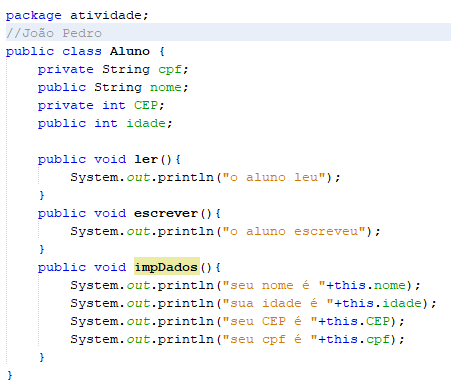 package atividade;
//João Pedro
public class Aluno {
    private String cpf;
    public String nome;
    private int CEP;
    public int idade;

    public void ler(){
        System.out.println("o aluno leu");
    }
    public void escrever(){
        System.out.println("o aluno escreveu");
    }
    public void impDados(){
        System.out.println("seu nome é "+this.nome);
        System.out.println("sua idade é "+this.idade);
        System.out.println("seu CEP é "+this.CEP);
        System.out.println("seu cpf é "+this.cpf);
    }
}